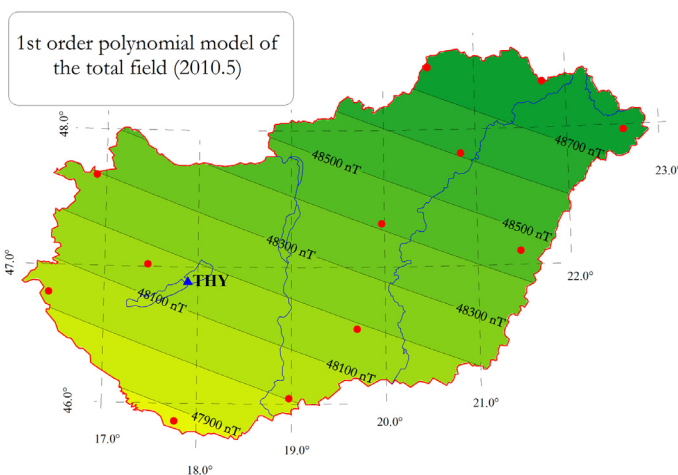 1st order polynomial model of
the total field (2010.5)
48.0°
48700 nT
48500 nT
23.0°
48500 nT
48300 nT
47.0°
22.0°
THY
48100 nT
48300 nT
48100 nT
46.0°
21.0°
47900 nT
20.0°
17.0°
19.0°
18.0°